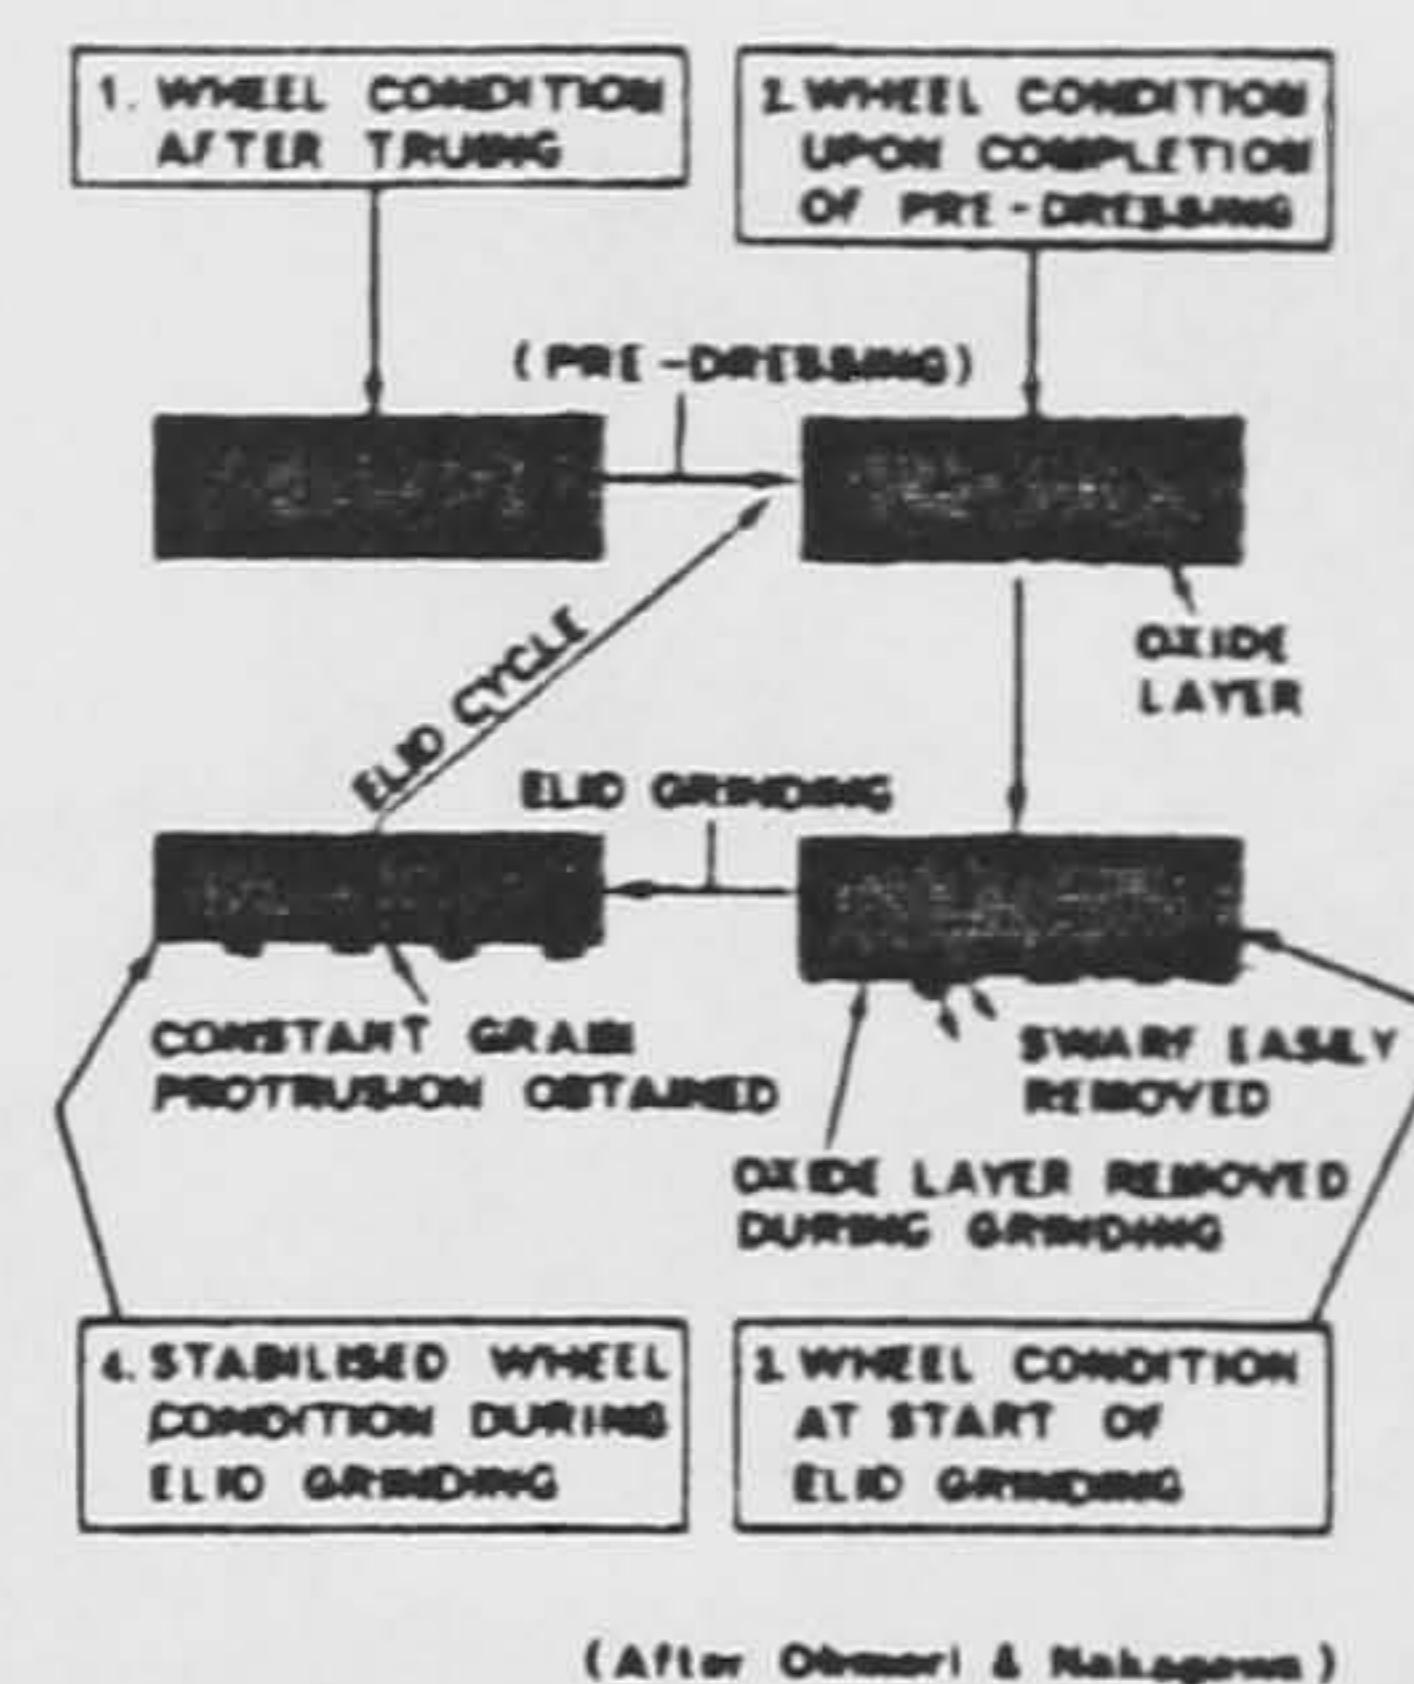 1. WHEEL CONDITION
AFTER TRUING
2. WHEEL CONDITION
UPON COMPLETION
OF PRE-DRESSING
(PRE-DRESSING)
OXIDE
LAYER
ELID CYCLE
ELID GRINDING
CONSTANT GRAIN
PROTRUSION OBTAINED
SWARF EASILY
REMOVED
OXIDE LAYER REMOVED
DURING GRINDING
4. STABILISED WHEEL
CONDITION DURING
ELID GRINDING
3. WHEEL CONDITION
AT START OF
ELID GRINDING
(After Ohmori & Nakagawa)